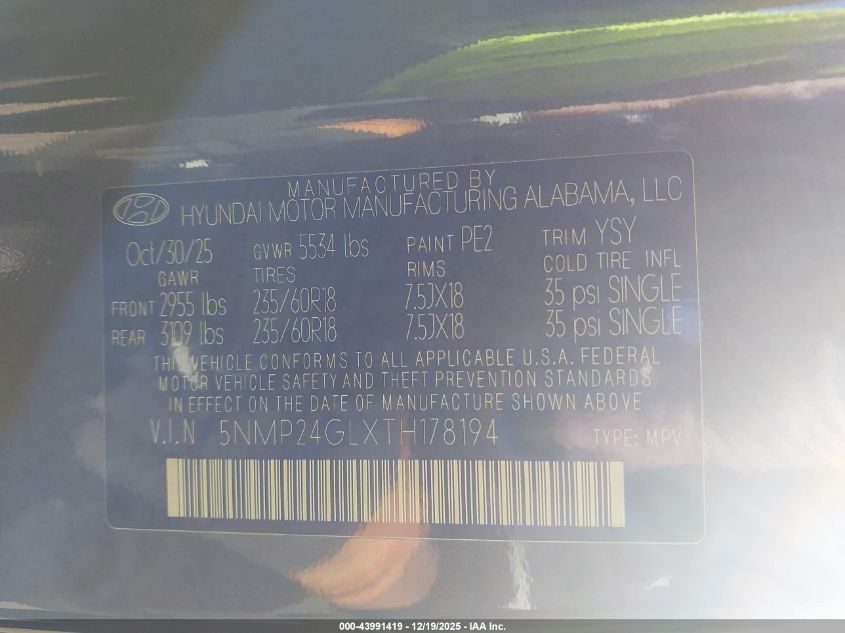 MANUFACTURED BY
HYUNDAI MOTOR MANUFACTURING ALABAMA, LLC
Oct/30/25 GVWR 5534 lbs PAINT PE2 TRIM YSY
GAWR TIRES RIMS COLD TIRE INFL
FRONT 2955 lbs 235/60R18 7.5JX18 35 psi SINGLE
REAR 3109 lbs 235/60R18 7.5JX18 35 psi SINGLE
THIS VEHICLE CONFORMS TO ALL APPLICABLE U.S.A. FEDERAL
MOTOR VEHICLE SAFETY AND THEFT PREVENTION STANDARDS
IN EFFECT ON THE DATE OF MANUFACTURE SHOWN ABOVE
V.I.N 5NMP24GLXTH178194 TYPE: MPV
000-43991419 - 12/19/2025 - IAA Inc.